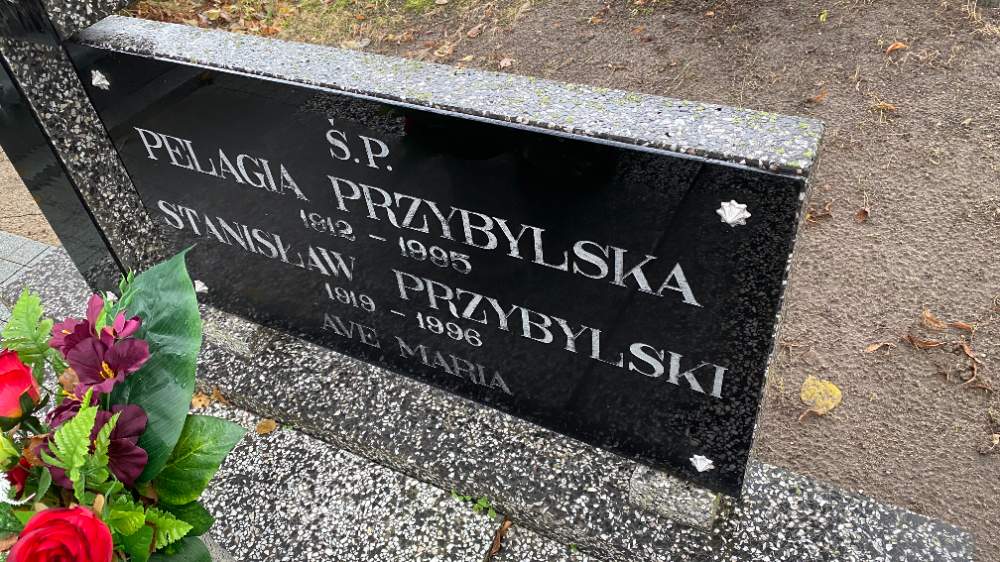 Ś.P.
PELAGIA PRZYBYLSKA
1912 - 1995
STANISŁAW PRZYBYLSKI
1919 - 1996
AVE MARIA